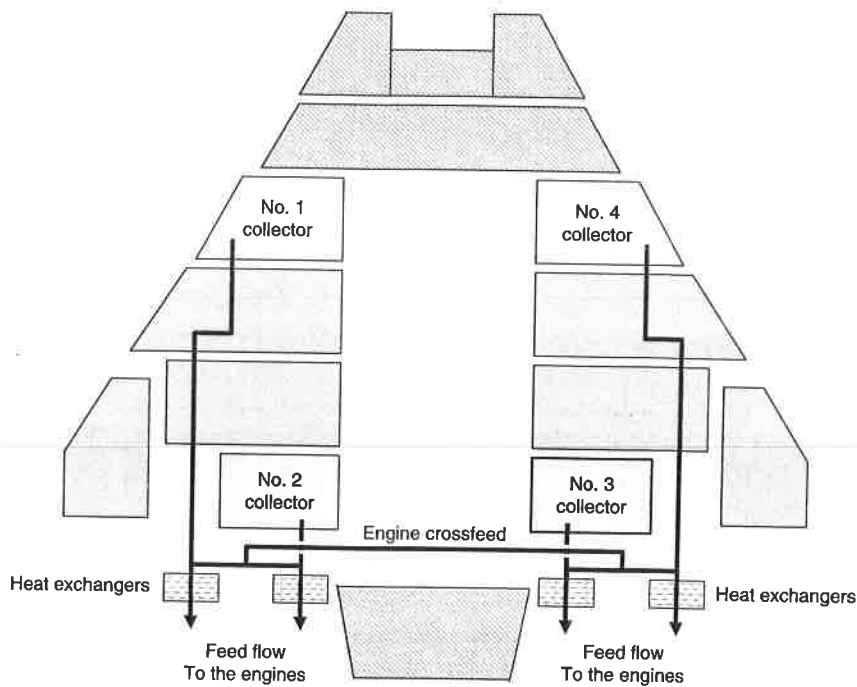 No. 1
collector
No. 4
collector
No. 2
collector
No. 3
collector
Engine crossfeed
Heat exchangers
Heat exchangers
Feed flow
To the engines
Feed flow
To the engines